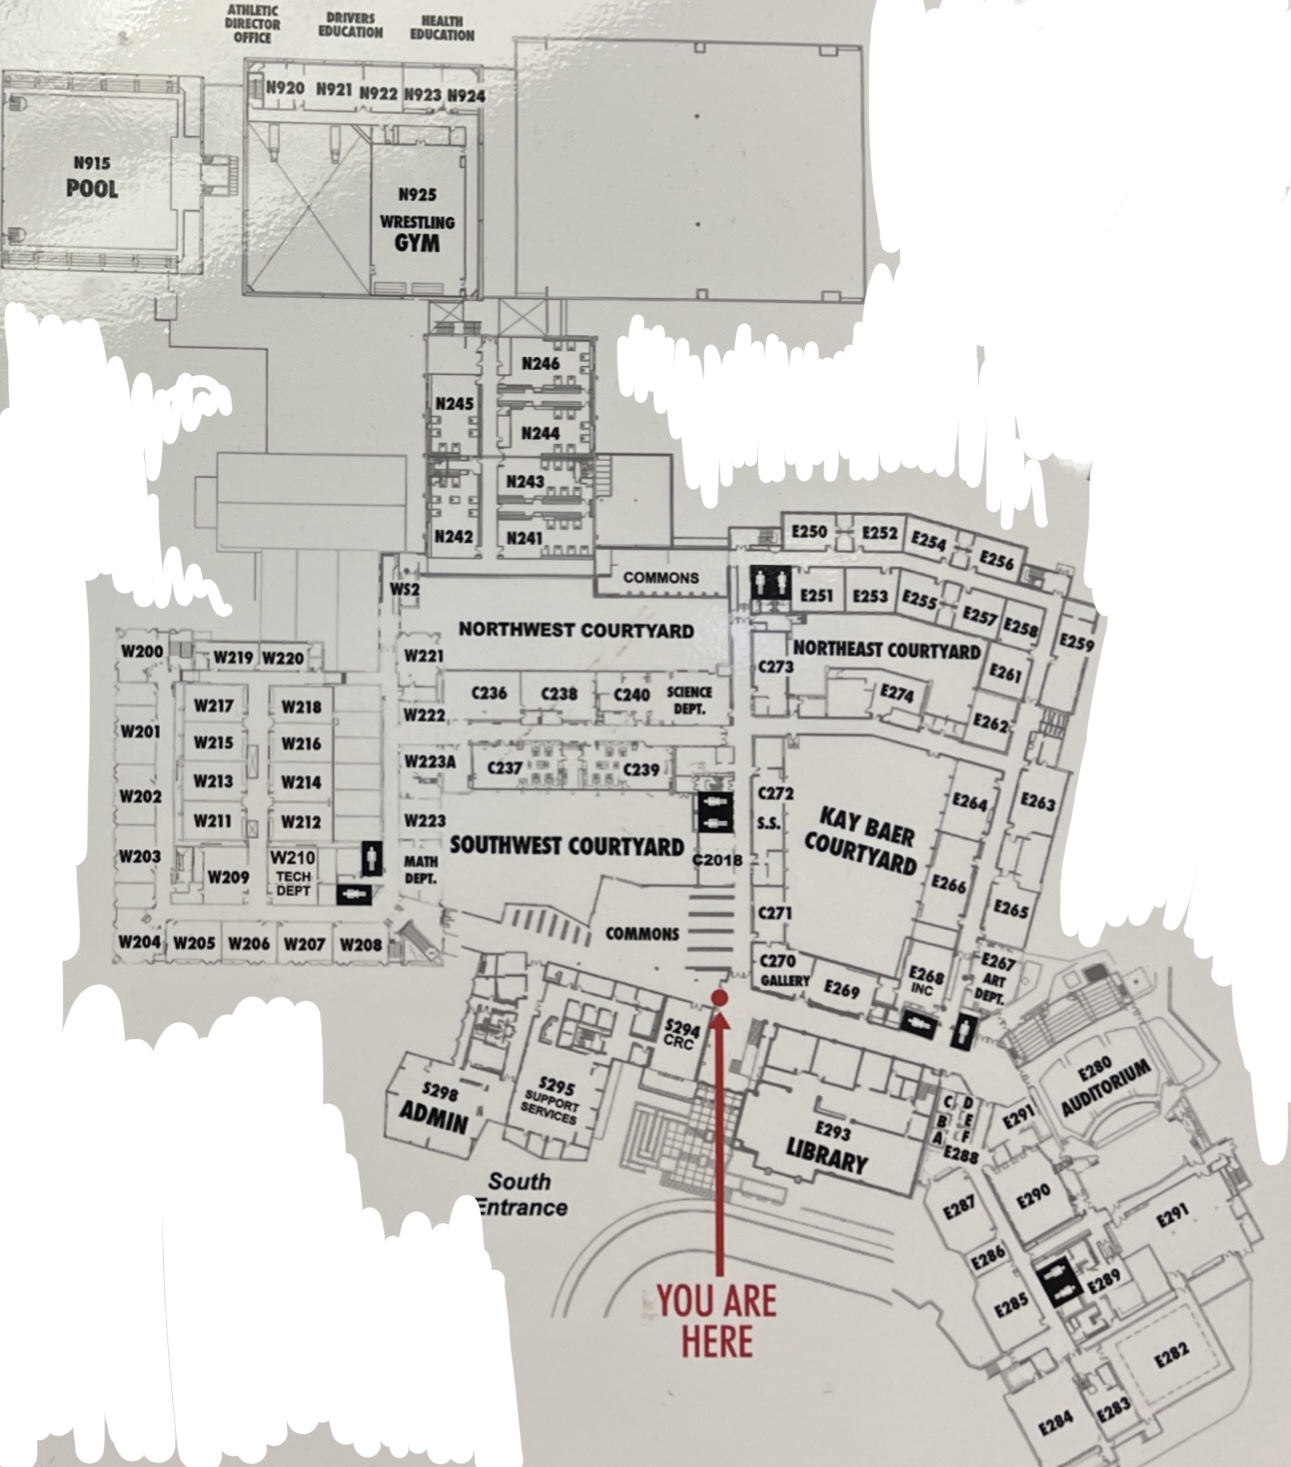 ATHLETIC
DIRECTOR
OFFICE
DRIVERS
EDUCATION
HEALTH
EDUCATION
N920
N921
N922
N923
N924
N915
POOL
N925
WRESTLING
GYM
N246
N245
N244
N243
N242
N241
E250
E252
E254
E256
COMMONS
WS2
E251
E253
E255
E257
E258
E259
NORTHWEST COURTYARD
NORTHEAST COURTYARD
W200
W219
W220
W221
C273
E261
C236
C238
C240
SCIENCE
DEPT.
E274
W217
W218
W222
E262
W201
W215
W216
W223A
C237
C239
W213
W214
C272
S.S.
E264
E263
W202
W211
W212
W223
KAY BAER
COURTYARD
SOUTHWEST COURTYARD
W203
W210
TECH
DEPT
MATH
DEPT.
C2018
W209
E266
C271
E265
W204
W205
W206
W207
W208
COMMONS
C270
GALLERY
E269
E268
INC
E267
ART
DEPT.
S294
CRC
E280
AUDITORIUM
S298
ADMIN
S295
SUPPORT
SERVICES
E293
LIBRARY
C
B
A
D
E
F
E288
E291
South
Entrance
E287
E290
E291
E286
E289
E285
YOU ARE
HERE
E282
E284
E283